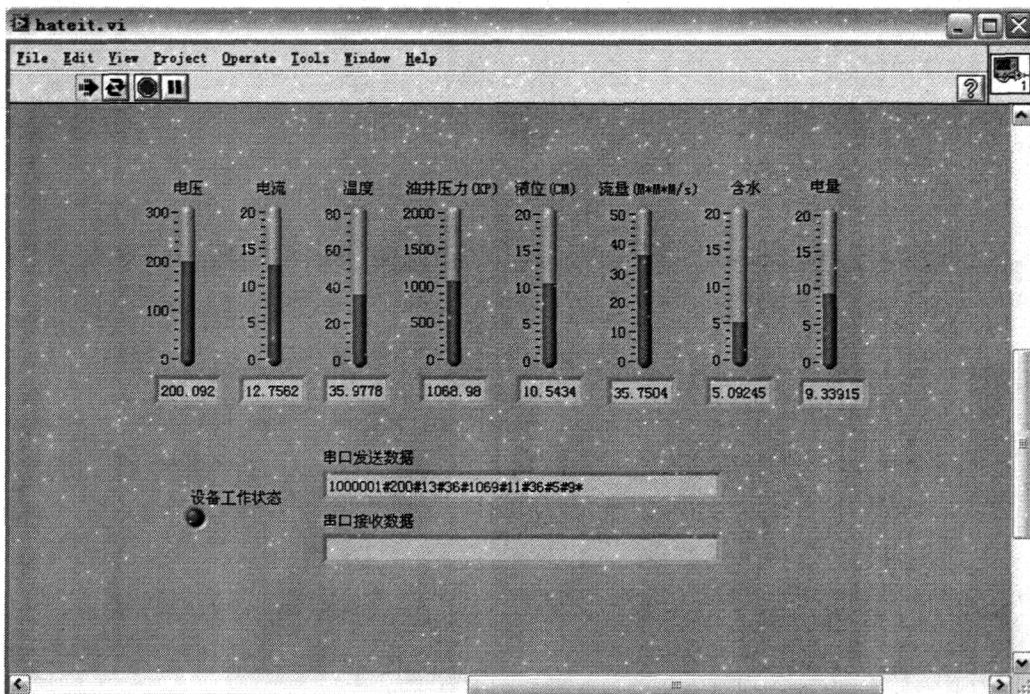 hateit.vi
File Edit View Project Operate Tools Window Help
1
电压 电流 温度 油井压力(KP) 液位(CM) 流量(M*M*M/s) 含水 电量
300 20 80 2000 20 50 20 20
200 15 60 1500 15 40 15 15
100 10 40 1000 10 30 10 10
0 5 20 500 5 20 5 5
0 0 0 0 10 0 0
0
200.092 12.7562 35.9778 1068.98 10.5434 35.7504 5.09245 9.33915
串口发送数据
1000001#200#13#36#1069#11#36#5#9*
设备工作状态
串口接收数据